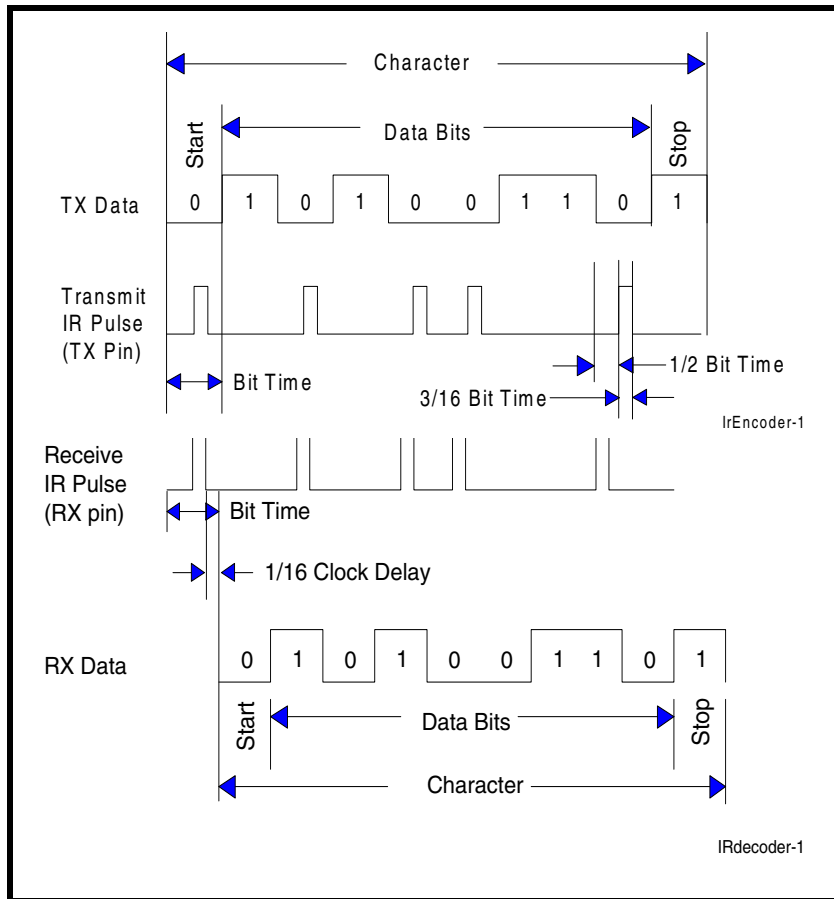 Character
Start
Data Bits
Stop
TX Data
0 1 0 1 0 0 1 1 0 1
Transmit
IR Pulse
(TX Pin)
Bit Time
1/2 Bit Time
3/16 Bit Time
IrEncoder-1
Receive
IR Pulse
(RX pin)
Bit Time
1/16 Clock Delay
RX Data
0 1 0 1 0 0 1 1 0 1
Start
Data Bits
Stop
Character
IRdecoder-1